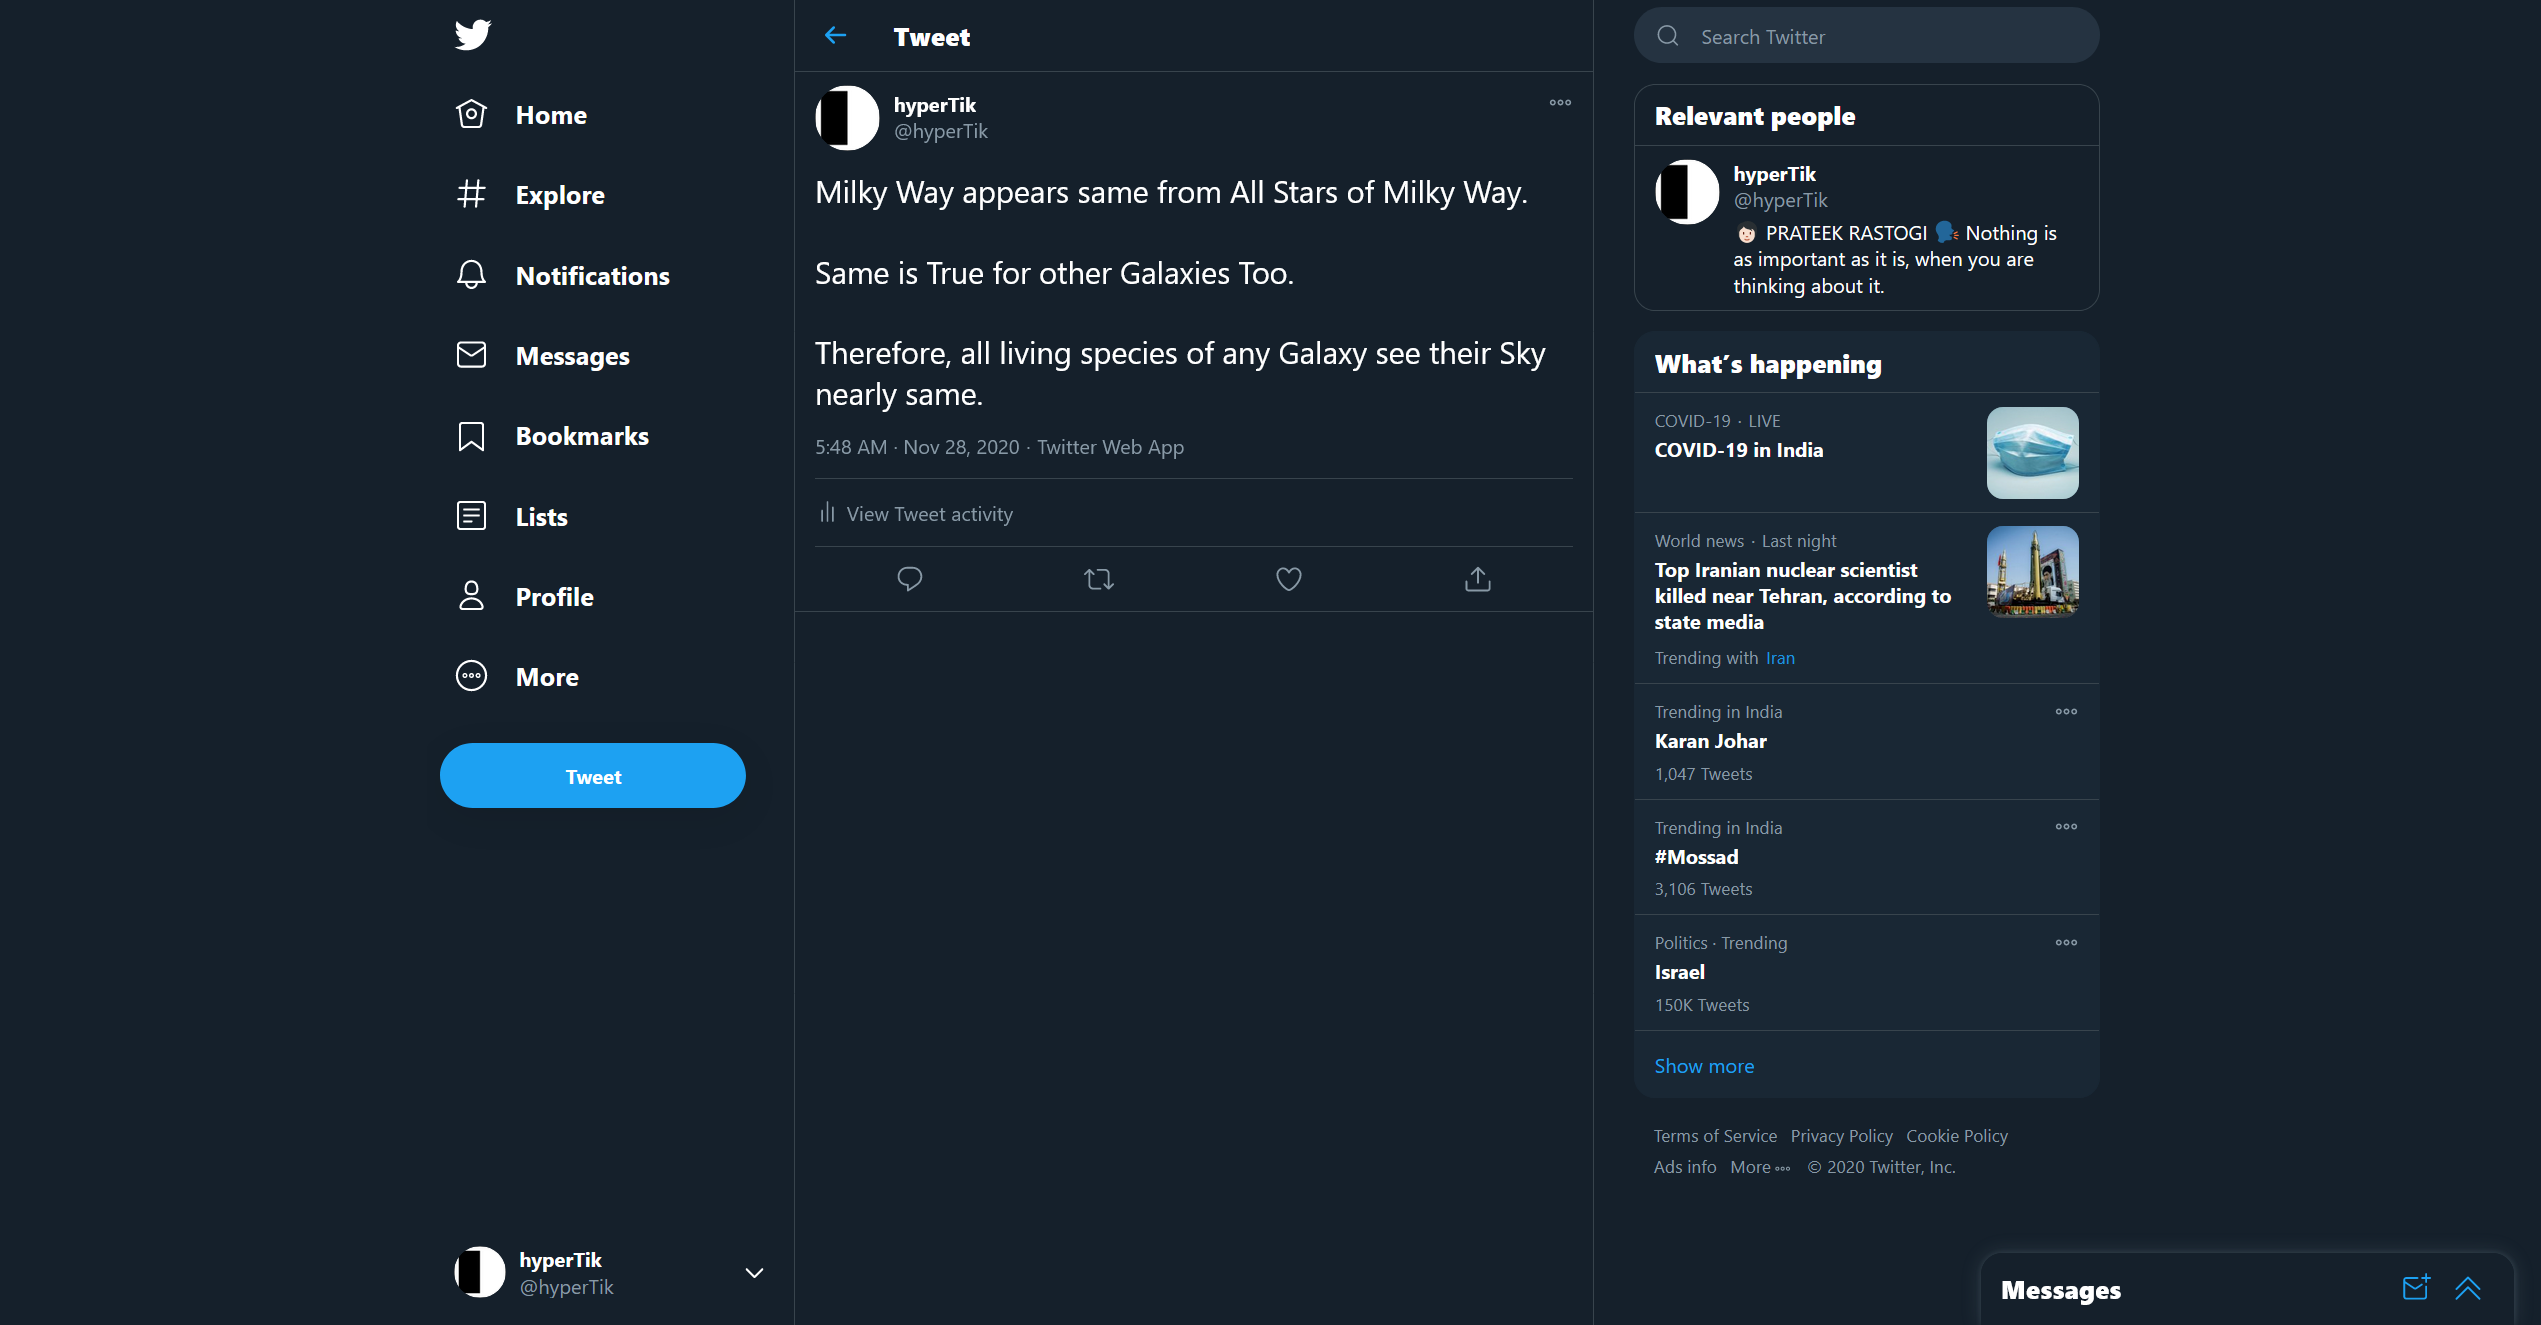 Home
Explore
Notifications
Messages
Bookmarks
Lists
Profile
More
Tweet
hyperTik
@hyperTik
Tweet
hyperTik
@hyperTik
Milky Way appears same from All Stars of Milky Way.
Same is True for other Galaxies Too.
Therefore, all living species of any Galaxy see their Sky
nearly same.
5:48 AM · Nov 28, 2020 · Twitter Web App
View Tweet activity
Search Twitter
Relevant people
hyperTik
@hyperTik
PRATEEK RASTOGI Nothing is
as important as it is, when you are
thinking about it.
What's happening
COVID-19 · LIVE
COVID-19 in India
World news · Last night
Top Iranian nuclear scientist
killed near Tehran, according to
state media
Trending with Iran
Trending in India
Karan Johar
1,047 Tweets
Trending in India
#Mossad
3,106 Tweets
Politics · Trending
Israel
150K Tweets
Show more
Terms of Service Privacy Policy Cookie Policy
Ads info More © 2020 Twitter, Inc.
Messages